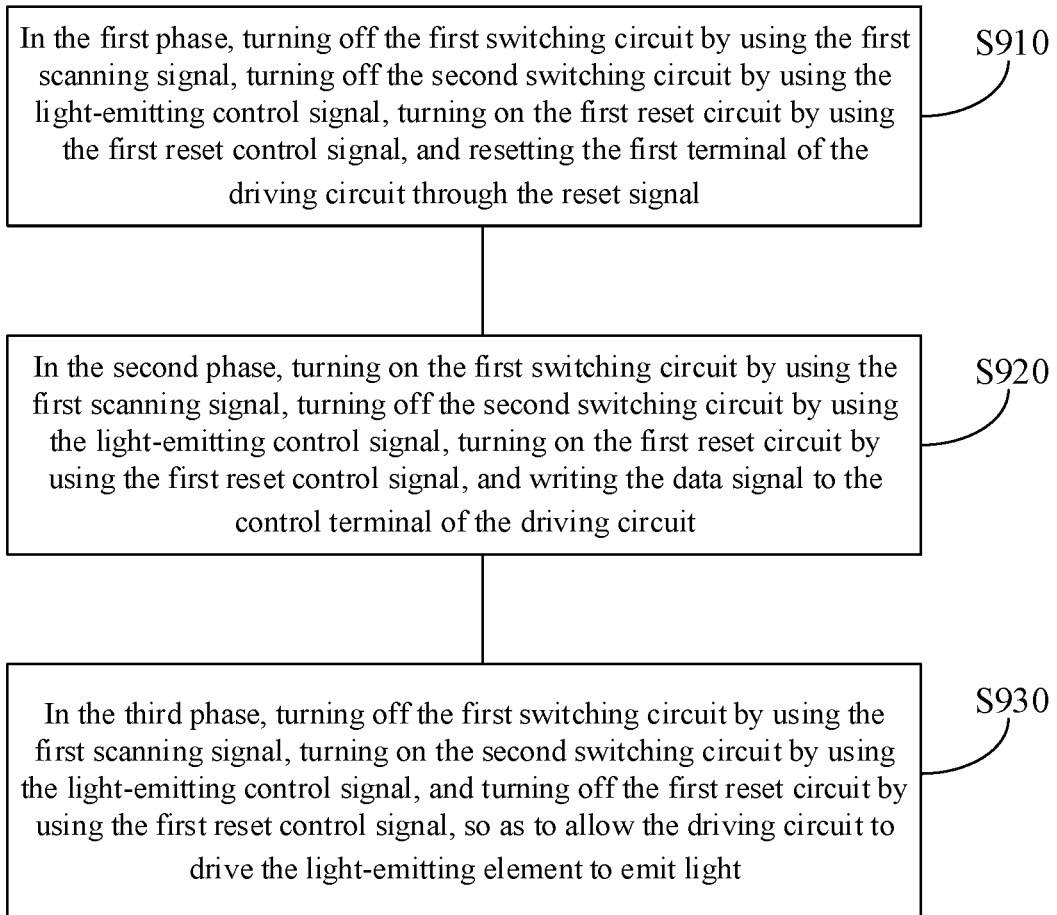 In the first phase, turning off the first switching circuit by using the first
scanning signal, turning off the second switching circuit by using the
light-emitting control signal, turning on the first reset circuit by using
the first reset control signal, and resetting the first terminal of the
driving circuit through the reset signal
S910
In the second phase, turning on the first switching circuit by using the
first scanning signal, turning off the second switching circuit by using
the light-emitting control signal, turning on the first reset circuit by
using the first reset control signal, and writing the data signal to the
control terminal of the driving circuit
S920
In the third phase, turning off the first switching circuit by using the
first scanning signal, turning on the second switching circuit by using
the light-emitting control signal, and turning off the first reset circuit by
using the first reset control signal, so as to allow the driving circuit to
drive the light-emitting element to emit light
S930